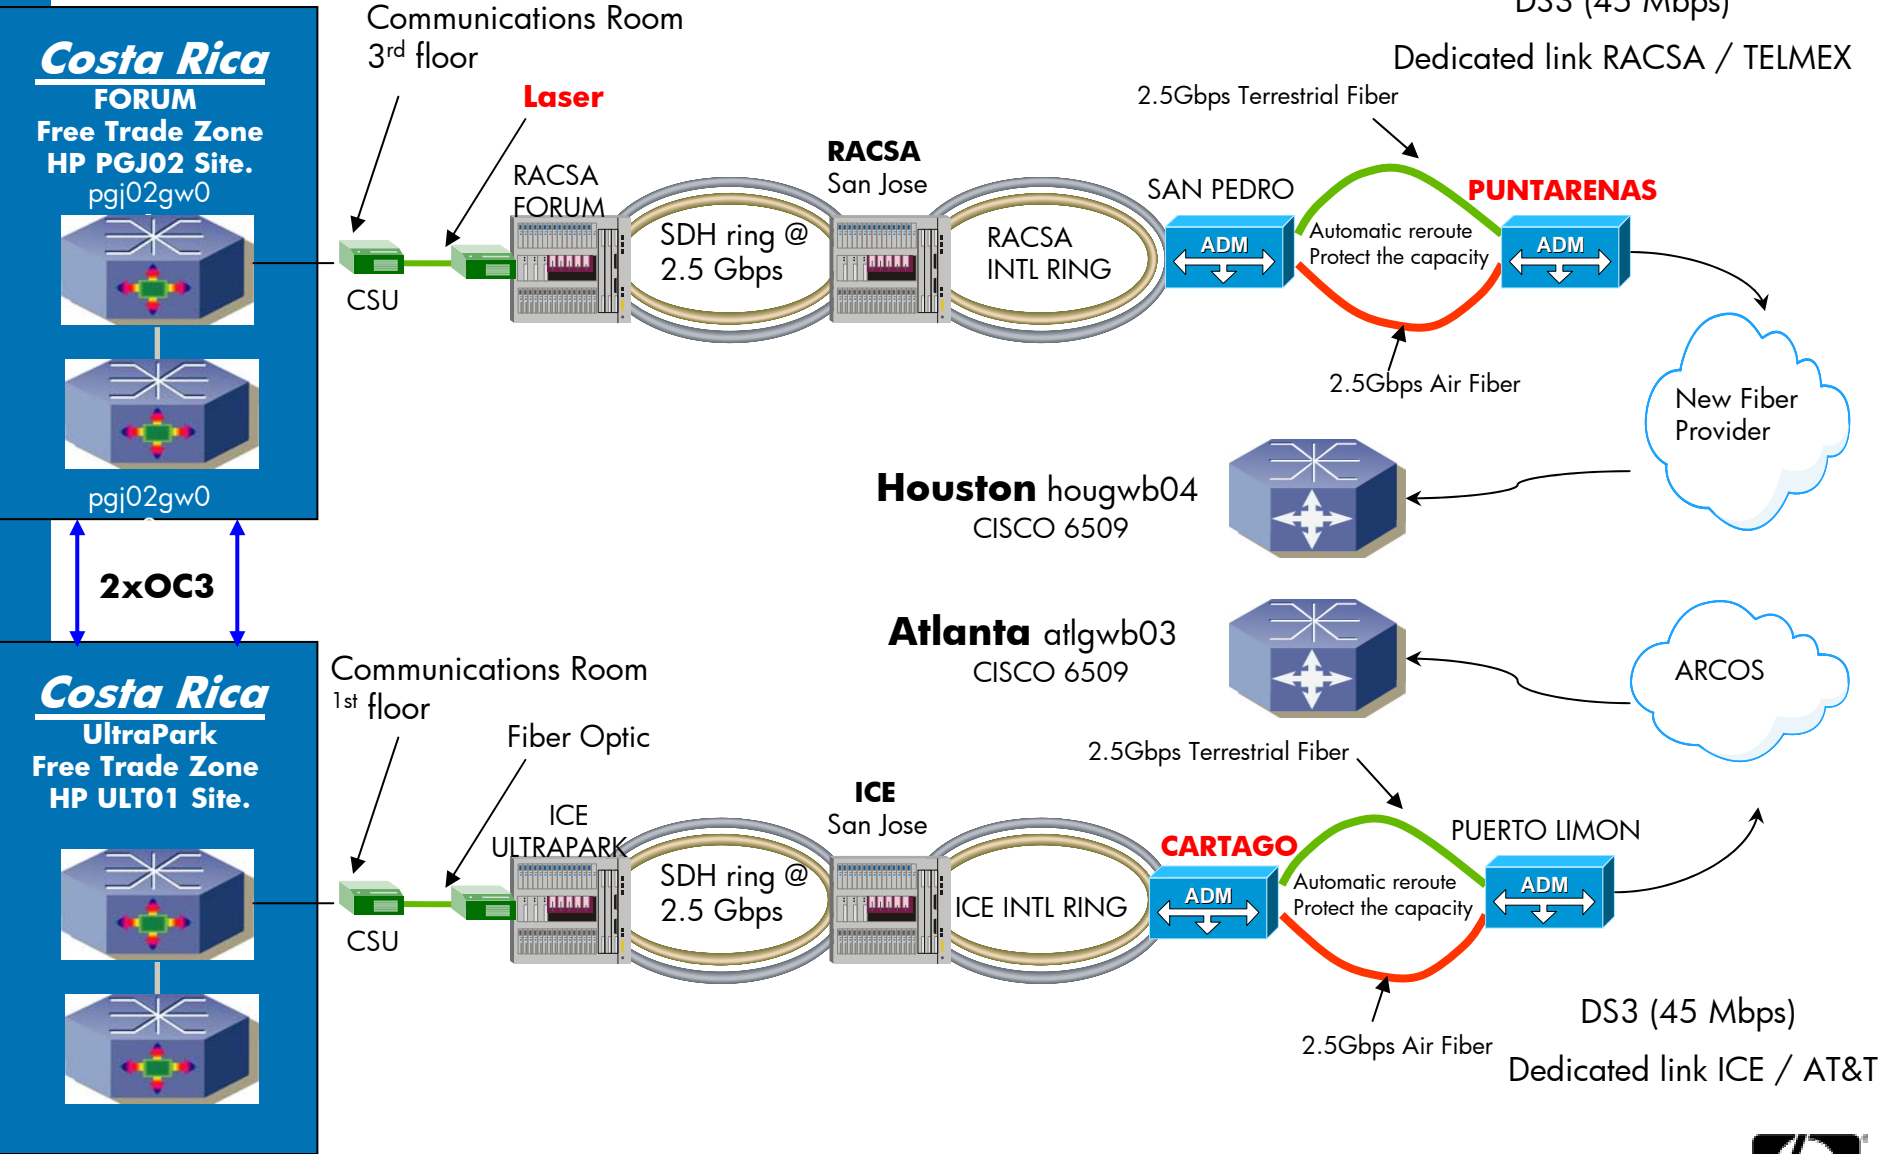 DS3 (45 Mbps)
Dedicated link RACSA / TELMEX
Communications Room
3rd floor
Laser
Costa Rica
FORUM
Free Trade Zone
HP PGJ02 Site.
pgj02gw0
CSU
RACSA
FORUM
SDH ring @
2.5 Gbps
RACSA
San Jose
RACSA
INTL RING
SAN PEDRO
ADM
2.5Gbps Terrestrial Fiber
Automatic reroute
Protect the capacity
2.5Gbps Air Fiber
PUNTARENAS
ADM
New Fiber
Provider
pgj02gw0
Houston hougwb04
CISCO 6509
2xOC3
Atlanta atlgwb03
CISCO 6509
ARCOS
Costa Rica
UltraPark
Free Trade Zone
HP ULT01 Site.
Communications Room
1st floor
Fiber Optic
CSU
ICE
ULTRAPARK
SDH ring @
2.5 Gbps
ICE
San Jose
ICE INTL RING
CARTAGO
ADM
2.5Gbps Terrestrial Fiber
Automatic reroute
Protect the capacity
2.5Gbps Air Fiber
PUERTO LIMON
ADM
DS3 (45 Mbps)
Dedicated link ICE / AT&T